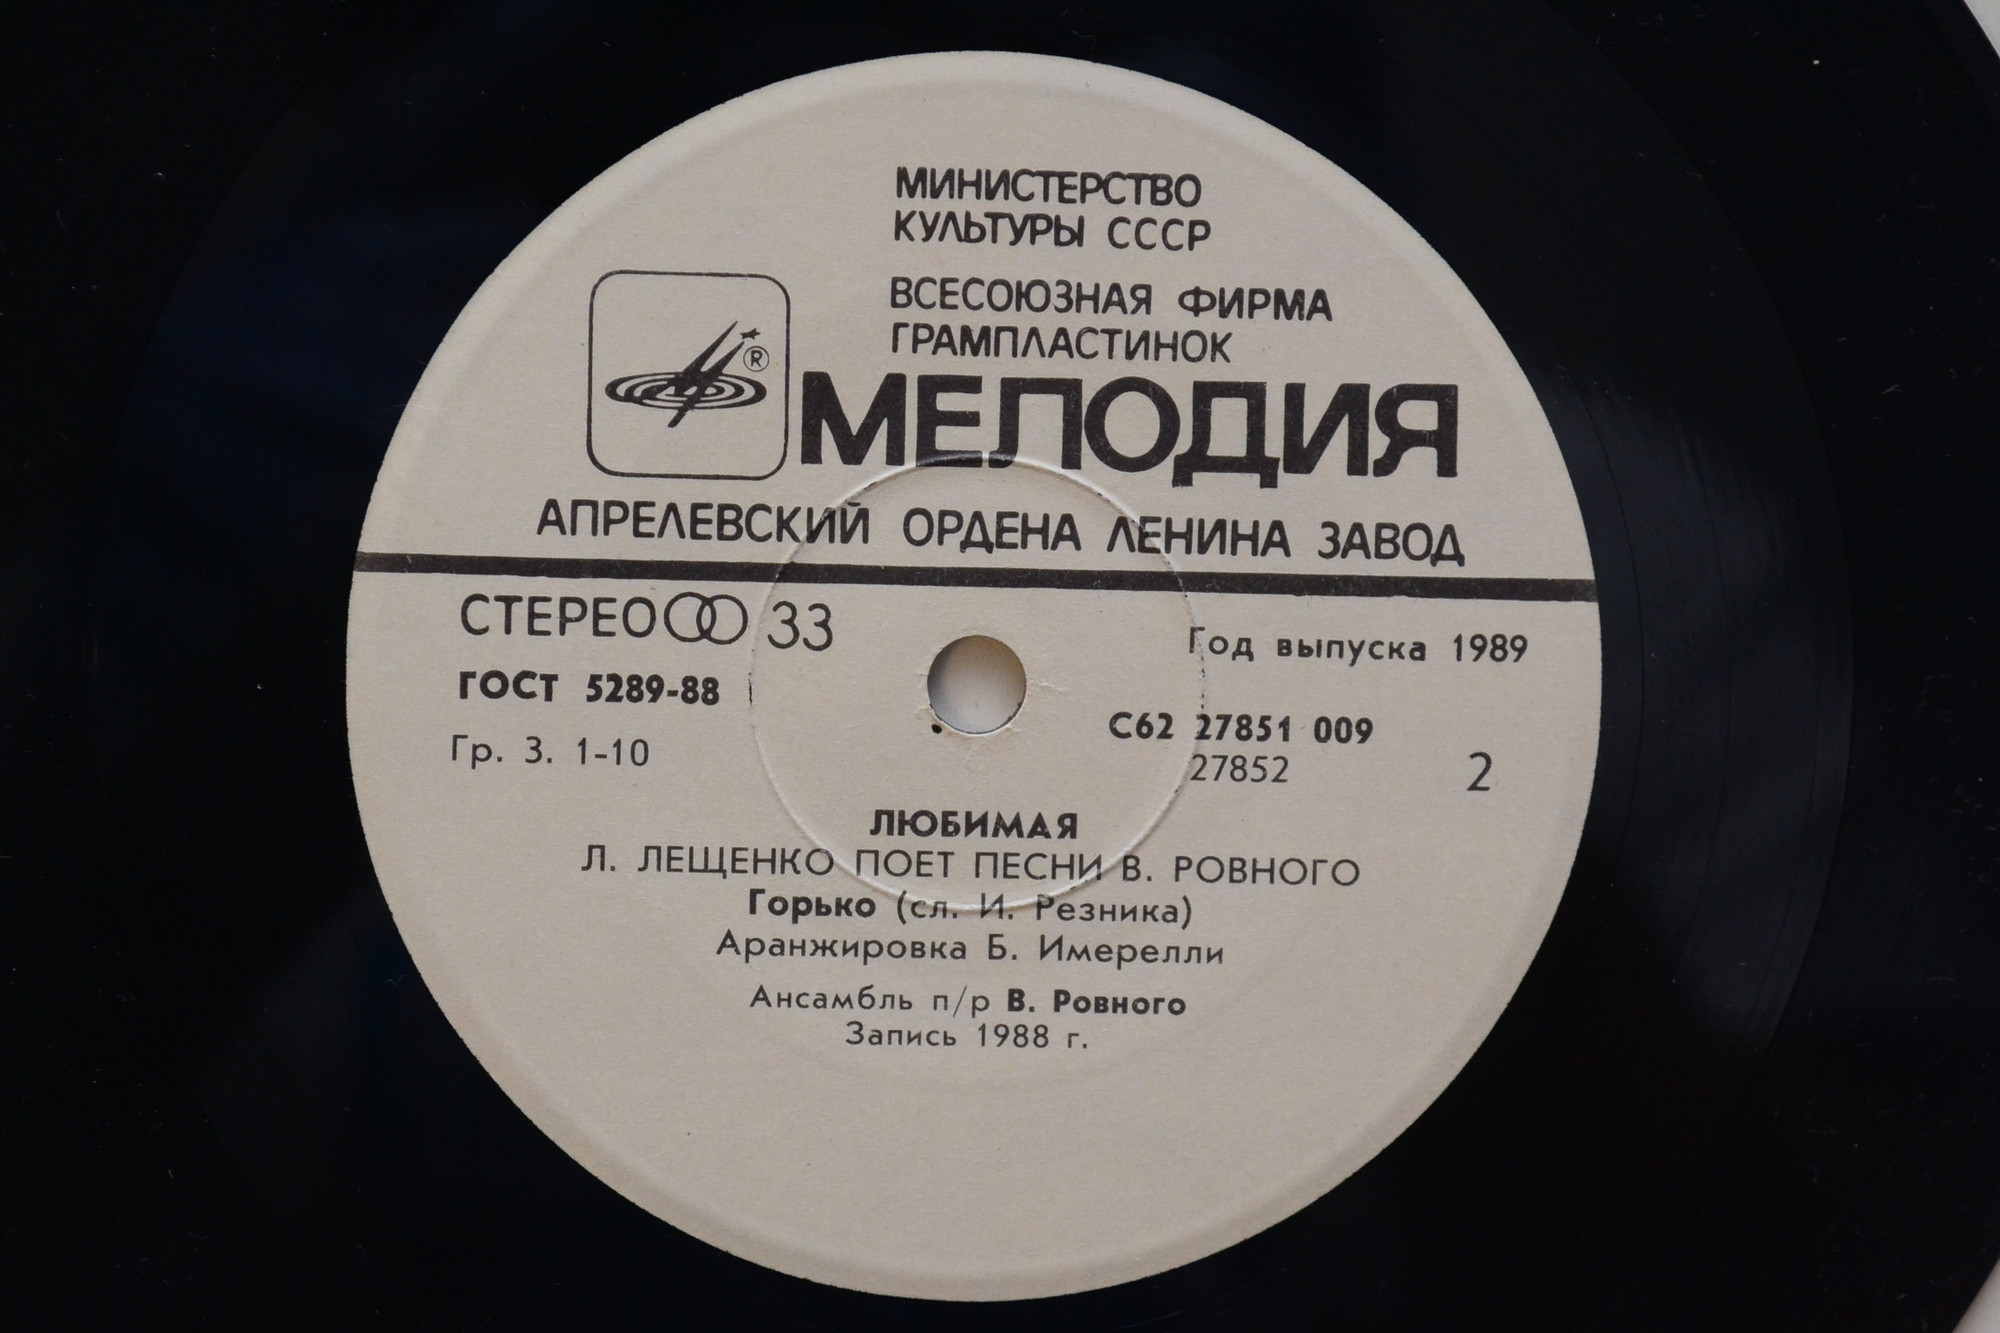 МИНИСТЕРСТВО
КУЛЬТУРЫ СССР
ВСЕСОЮЗНАЯ ФИРМА
ГРАМПЛАСТИНОК
®
МЕЛОДИЯ
АПРЕЛЕВСКИЙ ОРДЕНА ЛЕНИНА ЗАВОД
СТЕРЕО 33
Год выпуска 1989
ГОСТ 5289-88
С62 27851 009
Гр. 3. 1-10
27852
2
ЛЮБИМАЯ
Л. ЛЕЩЕНКО ПОЕТ ПЕСНИ В. РОВНОГО
Горько (сл. И. Резника)
Аранжировка Б. Имерелли
Ансамбль п/р В. Ровного
Запись 1988 г.